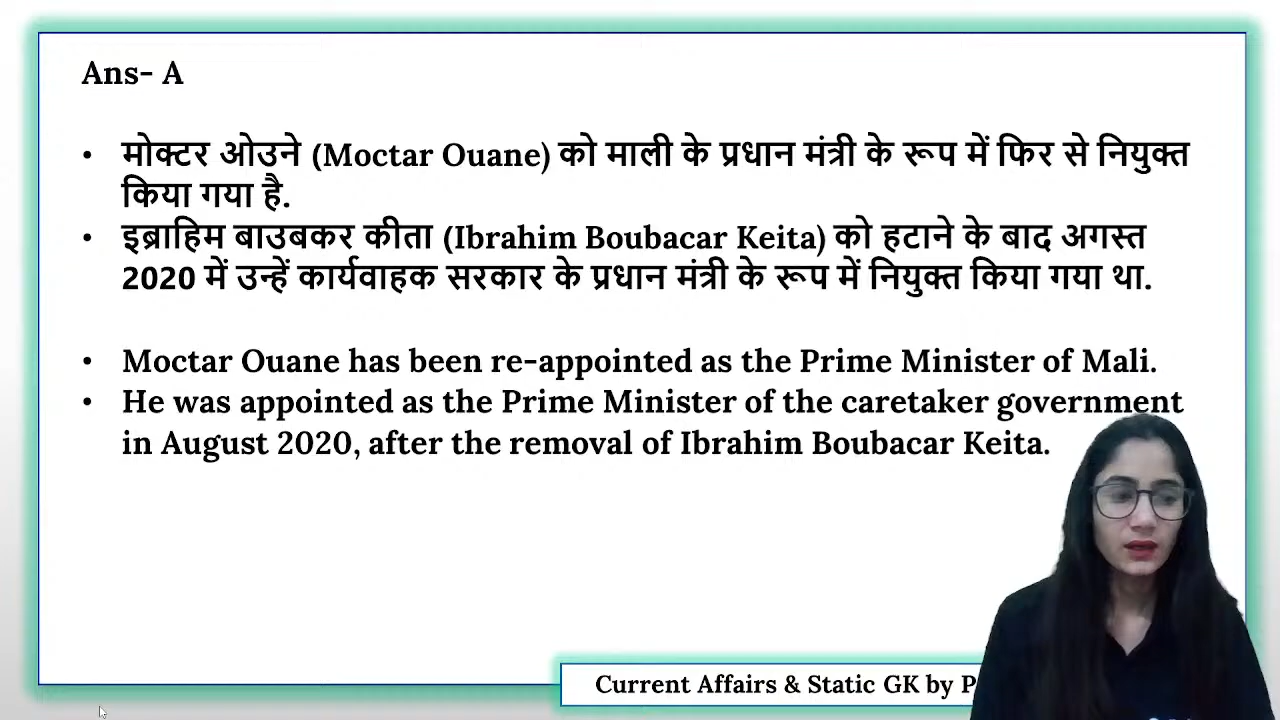 Ans- A
• मोक्टर ओउने (Moctar Ouane) को माली के प्रधान मंत्री के रूप में फिर से नियुक्त
किया गया है.
• इब्राहिम बाउबकर कीता (Ibrahim Boubacar Keita) को हटाने के बाद अगस्त
2020 में उन्हें कार्यवाहक सरकार के प्रधान मंत्री के रूप में नियुक्त किया गया था.
• Moctar Ouane has been re-appointed as the Prime Minister of Mali.
• He was appointed as the Prime Minister of the caretaker government
in August 2020, after the removal of Ibrahim Boubacar Keita.
Current Affairs & Static GK by